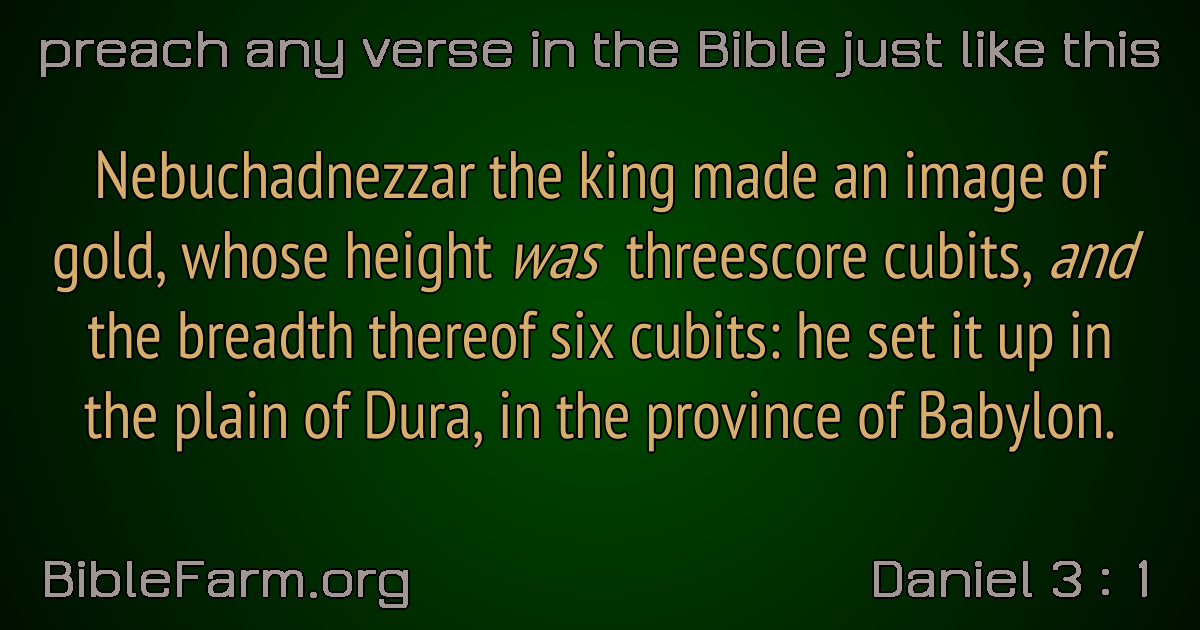 preach any verse in the Bible just like this
Nebuchadnezzar the king made an image of
gold, whose height was threescore cubits, and
the breadth thereof six cubits: he set it up in
the plain of Dura, in the province of Babylon.
BibleFarm.org
Daniel 3 : 1